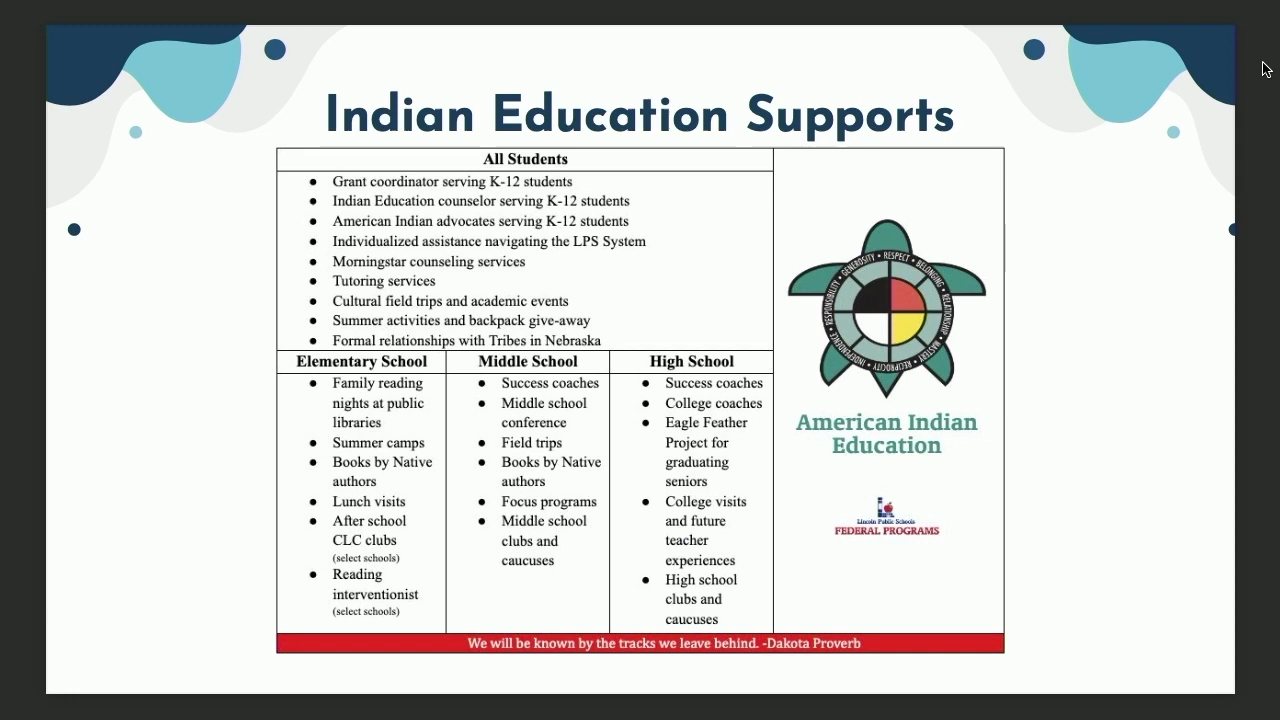 Indian Education Supports
All Students
● Grant coordinator serving K-12 students
● Indian Education counselor serving K-12 students
● American Indian advocates serving K-12 students
● Individualized assistance navigating the LPS System
● Morningstar counseling services
● Tutoring services
● Cultural field trips and academic events
● Summer activities and backpack give-away
● Formal relationships with Tribes in Nebraska
Elementary School
● Family reading
nights at public
libraries
● Summer camps
● Books by Native
authors
● Lunch visits
● After school
CLC clubs
(select schools)
● Reading
interventionist
(select schools)
Middle School
● Success coaches
● Middle school
conference
● Field trips
● Books by Native
authors
● Focus programs
● Middle school
clubs and
caucuses
High School
● Success coaches
● College coaches
● Eagle Feather
Project for
graduating
seniors
● College visits
and future
teacher
experiences
● High school
clubs and
caucuses
GENEROSITY • RESPECT • BELONGING • RELATIONSHIP • MASTERY • RECIPROCITY • INDEPENDENCE • RESPONSIBILITY •
American Indian
Education
Lincoln Public Schools
FEDERAL PROGRAMS
We will be known by the tracks we leave behind. -Dakota Proverb